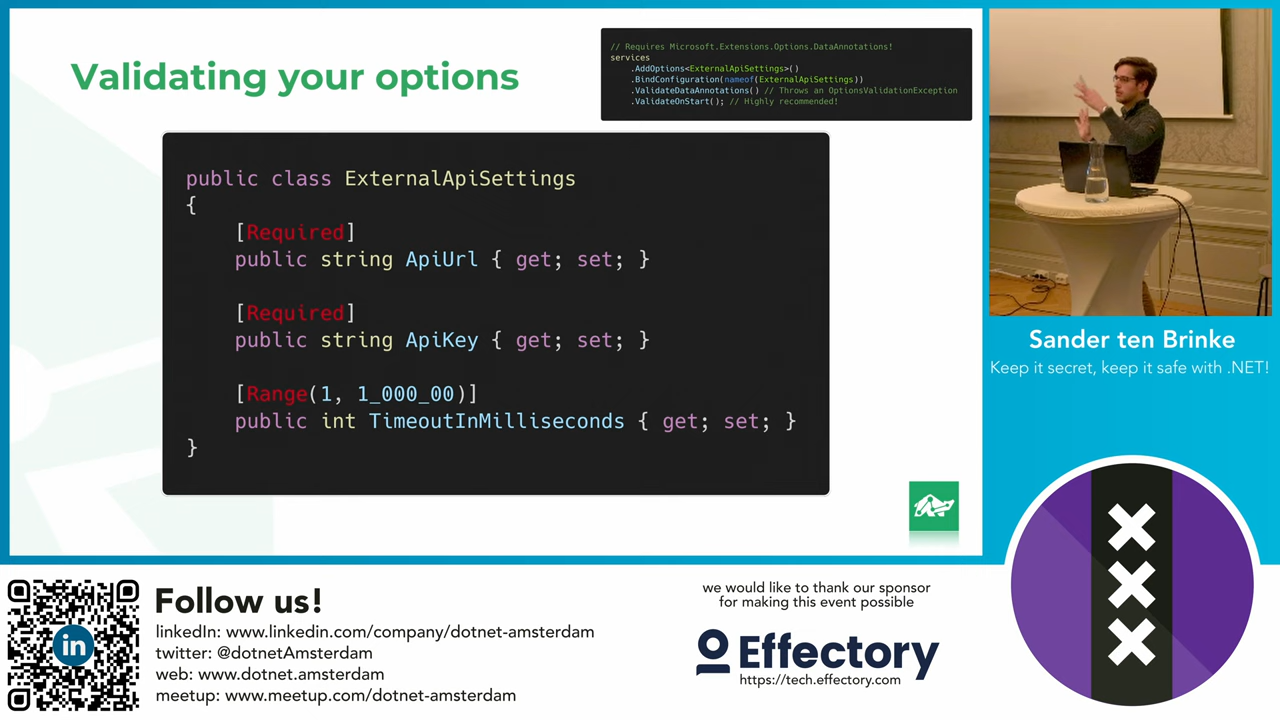 Validating your options
// Requires Microsoft.Extensions.Options.DataAnnotations!
services
.AddOptions<ExternalApiSettings>()
.BindConfiguration(nameof(ExternalApiSettings))
.ValidateDataAnnotations() // Throws an OptionsValidationException
.ValidateOnStart(); // Highly recommended!
public class ExternalApiSettings
{
[Required]
public string ApiUrl { get; set; }
[Required]
public string ApiKey { get; set; }
[Range(1, 1_000_00)]
public int TimeoutInMilliseconds { get; set; }
}
Sander ten Brinke
Keep it secret, keep it safe with .NET!
in
Follow us!
linkedIn: www.linkedin.com/company/dotnet-amsterdam
twitter: @dotnetAmsterdam
web: www.dotnet.amsterdam
meetup: www.meetup.com/dotnet-amsterdam
we would like to thank our sponsor
for making this event possible
Effectory
https://tech.effectory.com